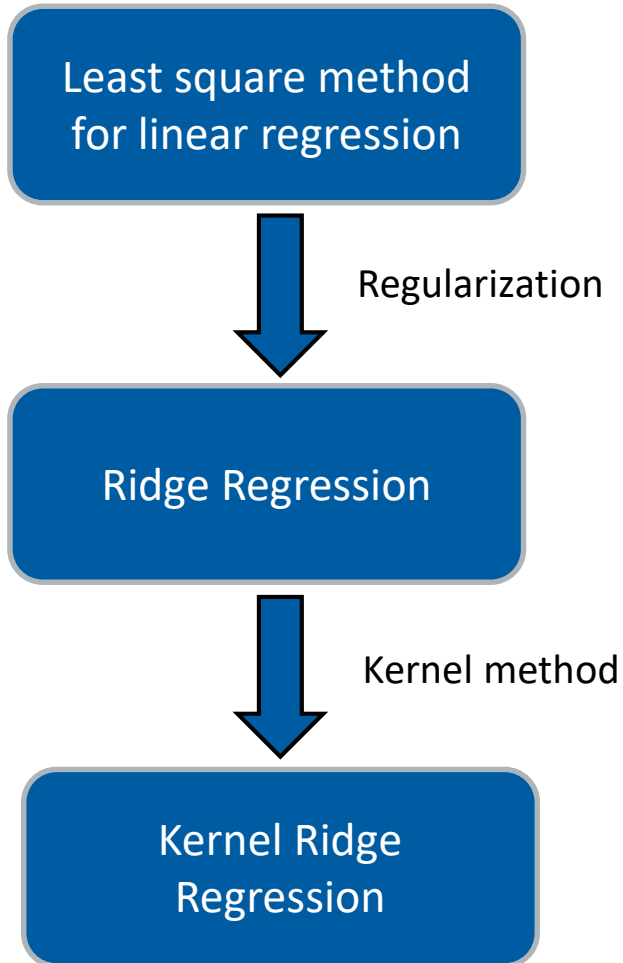 Least square method
for linear regression
Regularization
Ridge Regression
Kernel method
Kernel Ridge
Regression